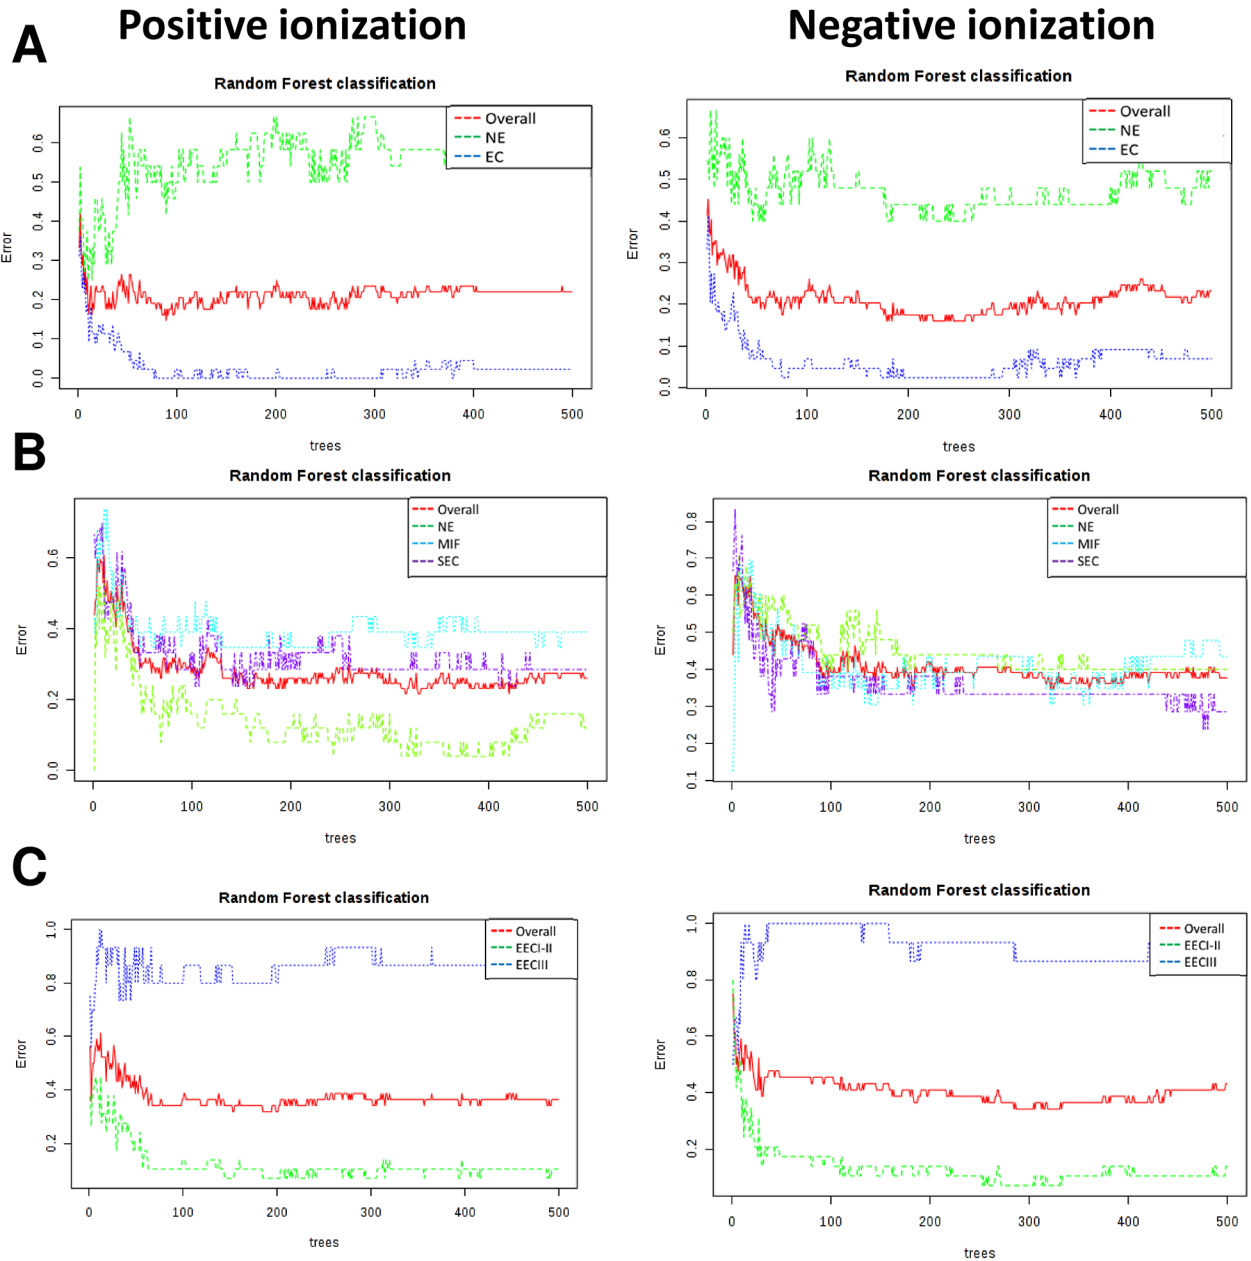 Positive ionization
Negative ionization
A
Random Forest classification
Overall
NE
EC
Error
0.0
0.1
0.2
0.3
0.4
0.5
0.6
0
100
200
300
400
500
trees
Random Forest classification
Overall
NE
EC
Error
0.0
0.1
0.2
0.3
0.4
0.5
0.6
0
100
200
300
400
500
trees
B
Random Forest classification
Overall
NE
MIF
SEC
Error
0.0
0.2
0.4
0.6
0
100
200
300
400
500
trees
Random Forest classification
Overall
NE
MIF
SEC
Error
0.1
0.2
0.3
0.4
0.5
0.6
0.7
0.8
0
100
200
300
400
500
trees
C
Random Forest classification
Overall
EECI-II
EECIII
Error
0.2
0.4
0.6
0.8
1.0
0
100
200
300
400
500
trees
Random Forest classification
Overall
EECI-II
EECIII
Error
0.2
0.4
0.6
0.8
1.0
0
100
200
300
400
500
trees